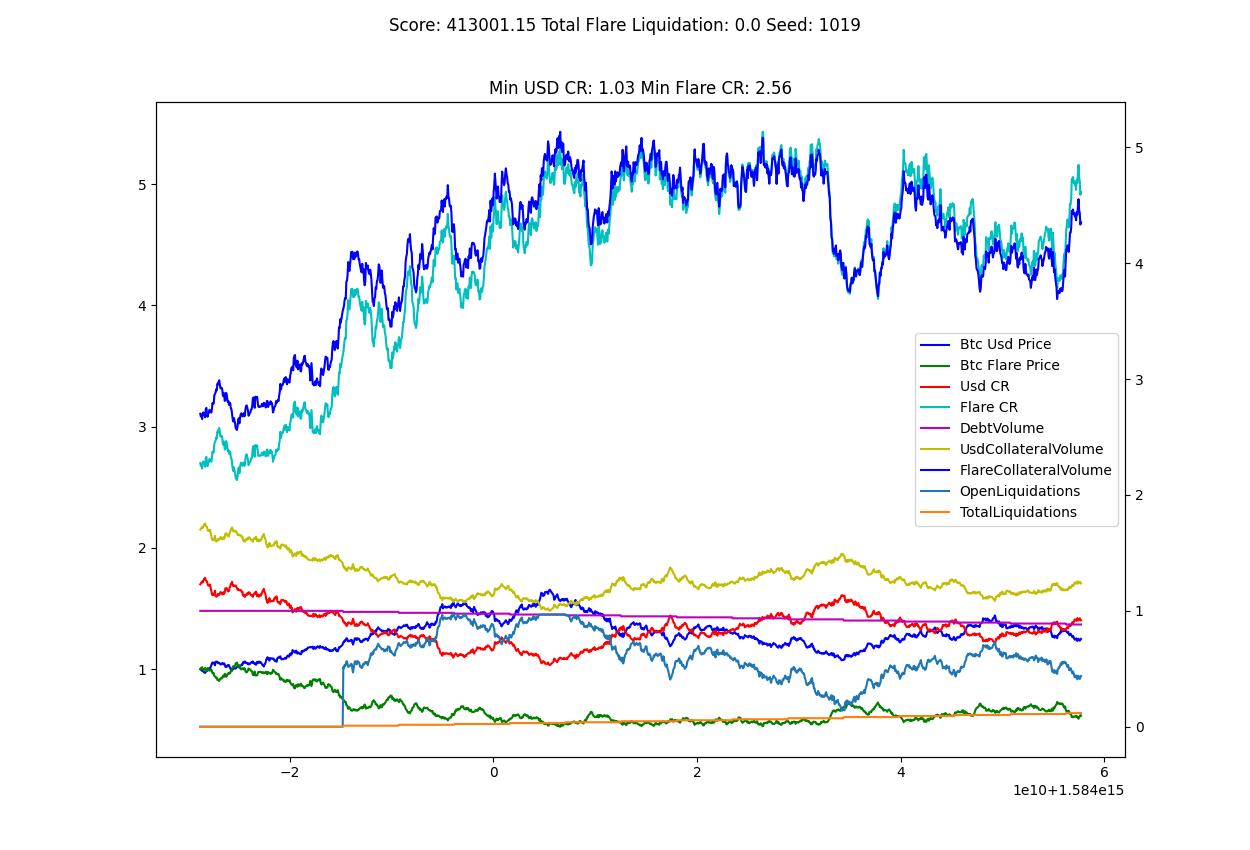 Score: 413001.15 Total Flare Liquidation: 0.0 Seed: 1019
Min USD CR: 1.03 Min Flare CR: 2.56
5
4
3
2
1
5
4
3
2
1
0
Btc Usd Price
Btc Flare Price
Usd CR
Flare CR
DebtVolume
UsdCollateralVolume
FlareCollateralVolume
OpenLiquidations
TotalLiquidations
−2 0 2 4 6
1e10+1.584e15